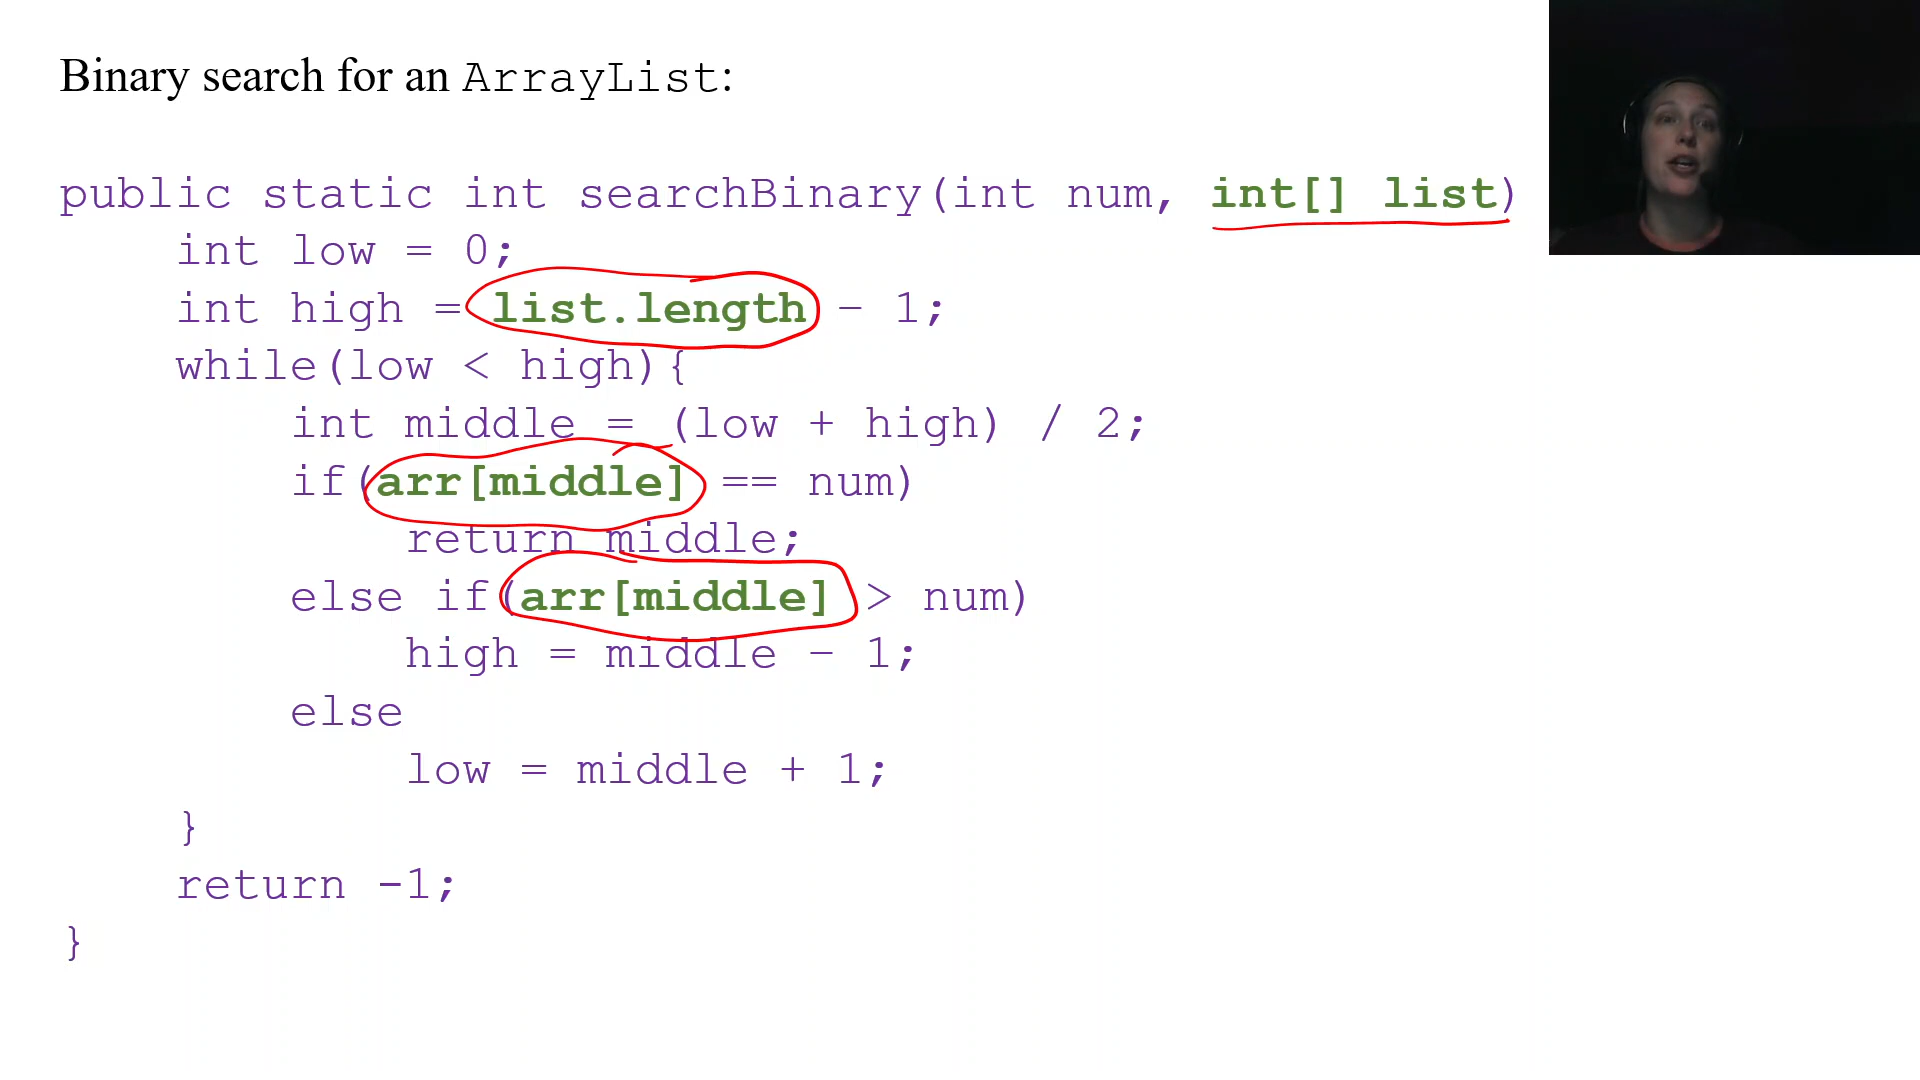 Binary search for an ArrayList:
public static int searchBinary(int num, int[] list)
int low = 0;
int high = list.length - 1;
while(low < high){
int middle = (low + high) / 2;
if(arr[middle] == num)
return middle;
else if(arr[middle] > num)
high = middle - 1;
else
low = middle + 1;
}
return -1;
}